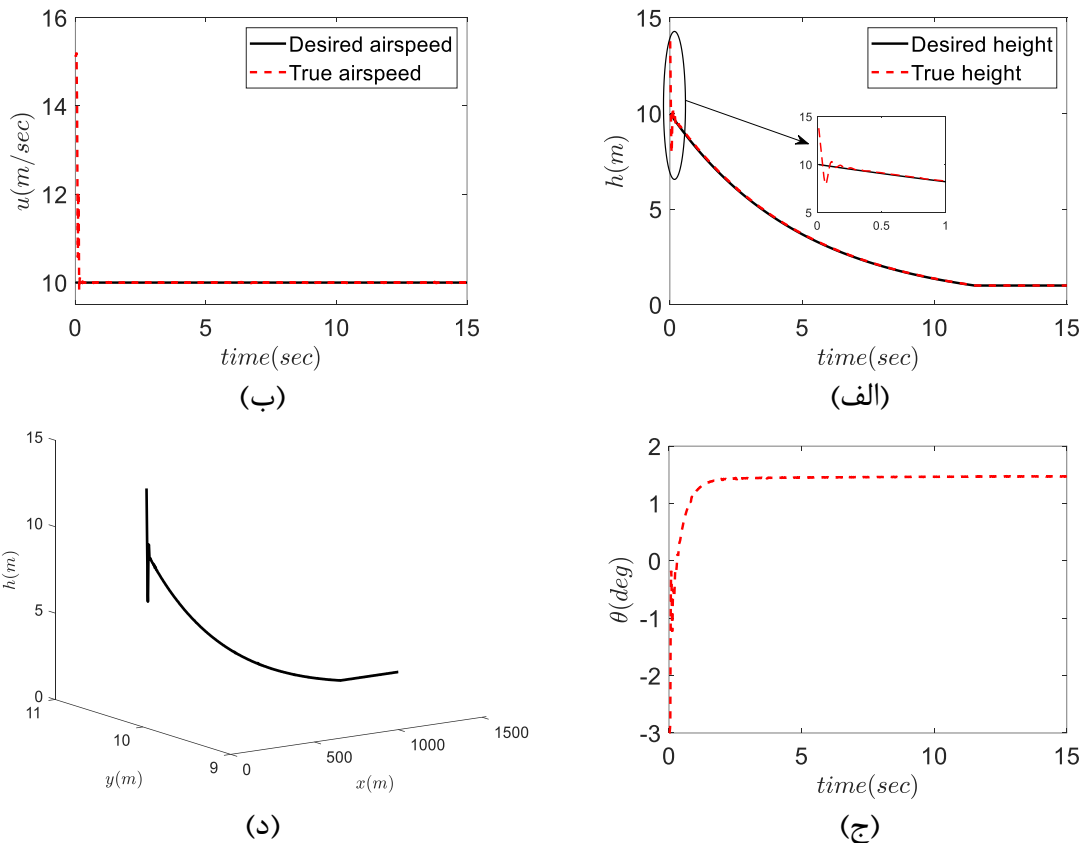 16
14
12
10
u(m/sec)
Desired airspeed
True airspeed
0 5 10 15
time(sec)
(ب)
15
10
5
0
h(m)
Desired height
True height
15
10
5
0 0.5 1
0 5 10 15
time(sec)
(الف)
15
10
5
0
h(m)
11
10
9
y(m)
0
500
1000
1500
x(m)
(د)
2
1
0
-1
-2
-3
θ(deg)
0 5 10 15
time(sec)
(ج)